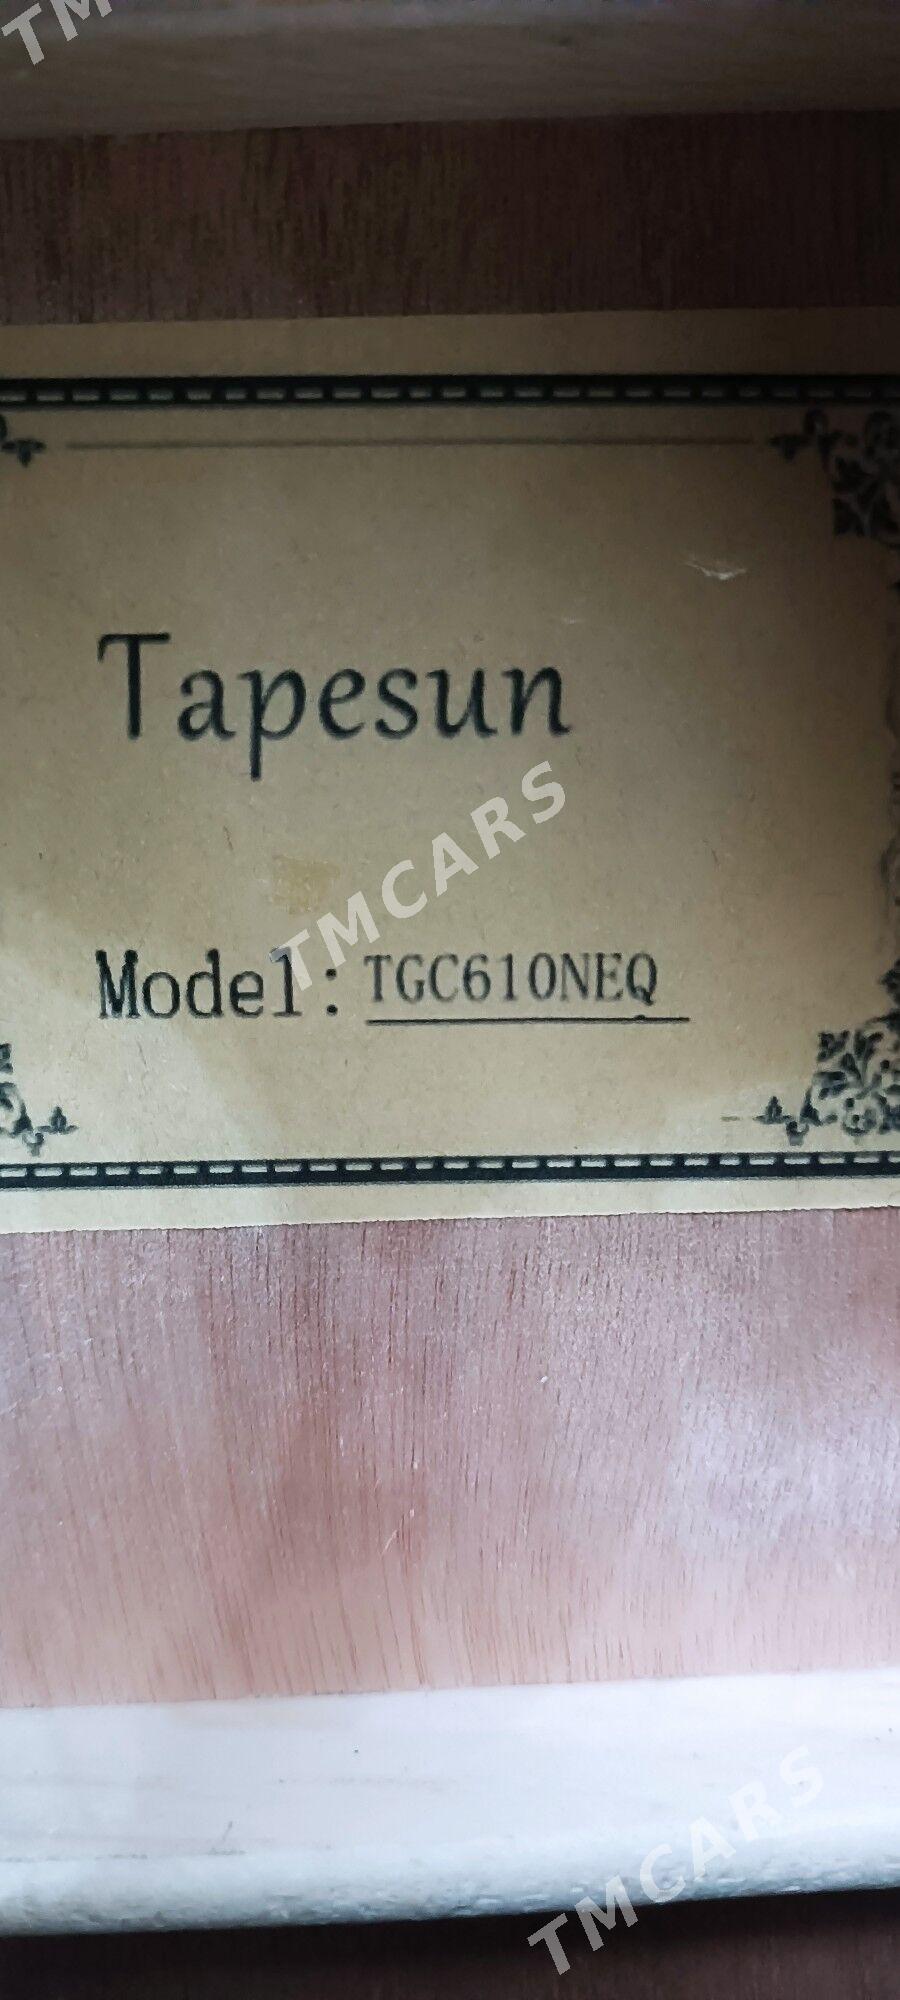 TM
Tapesun
TMCARS
Model: TGC610NEQ
TMCARS